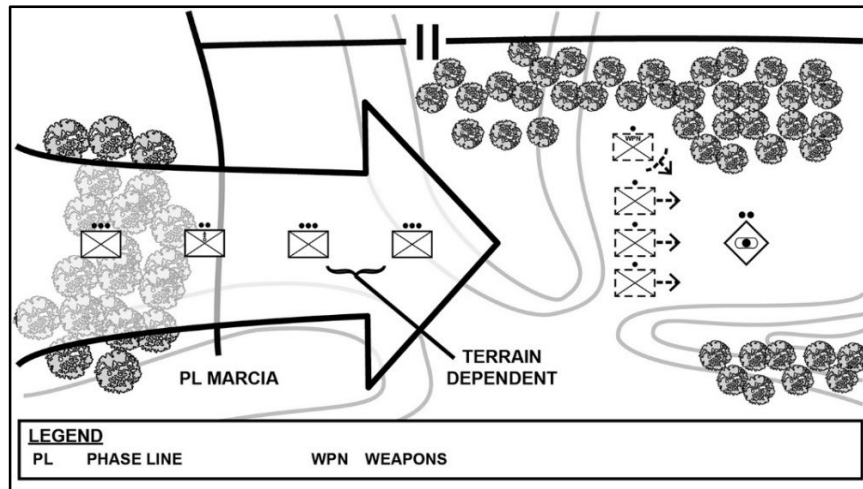 WPN
PL MARCIA
TERRAIN
DEPENDENT
LEGEND
PL PHASE LINE WPN WEAPONS